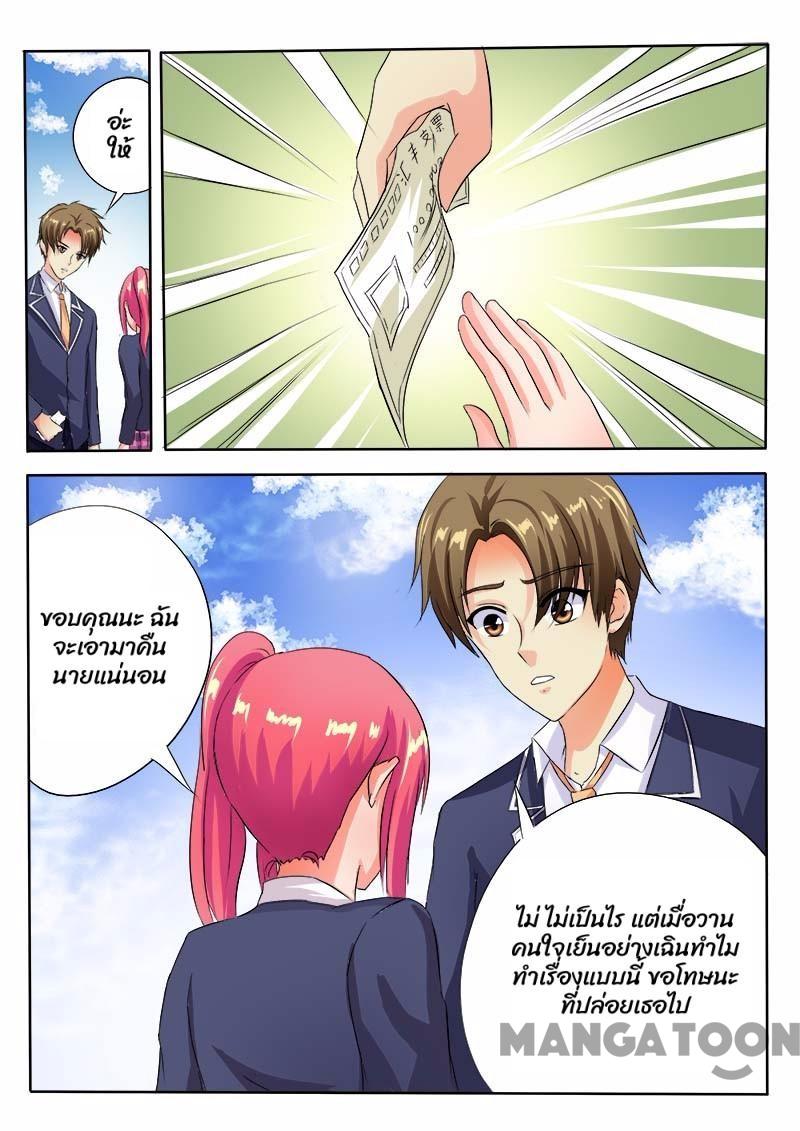 อ่ะ
ให้
ขอบคุณนะ ฉัน
จะเอามาคืน
นายแน่นอน
ไม่ ไม่เป็นไร แต่เมื่อวาน
คนใจเย็นอย่างเฉินทำไม
ทำเรื่องแบบนี้ ขอโทษนะ
ที่ปล่อยเธอไป
MANGATOON